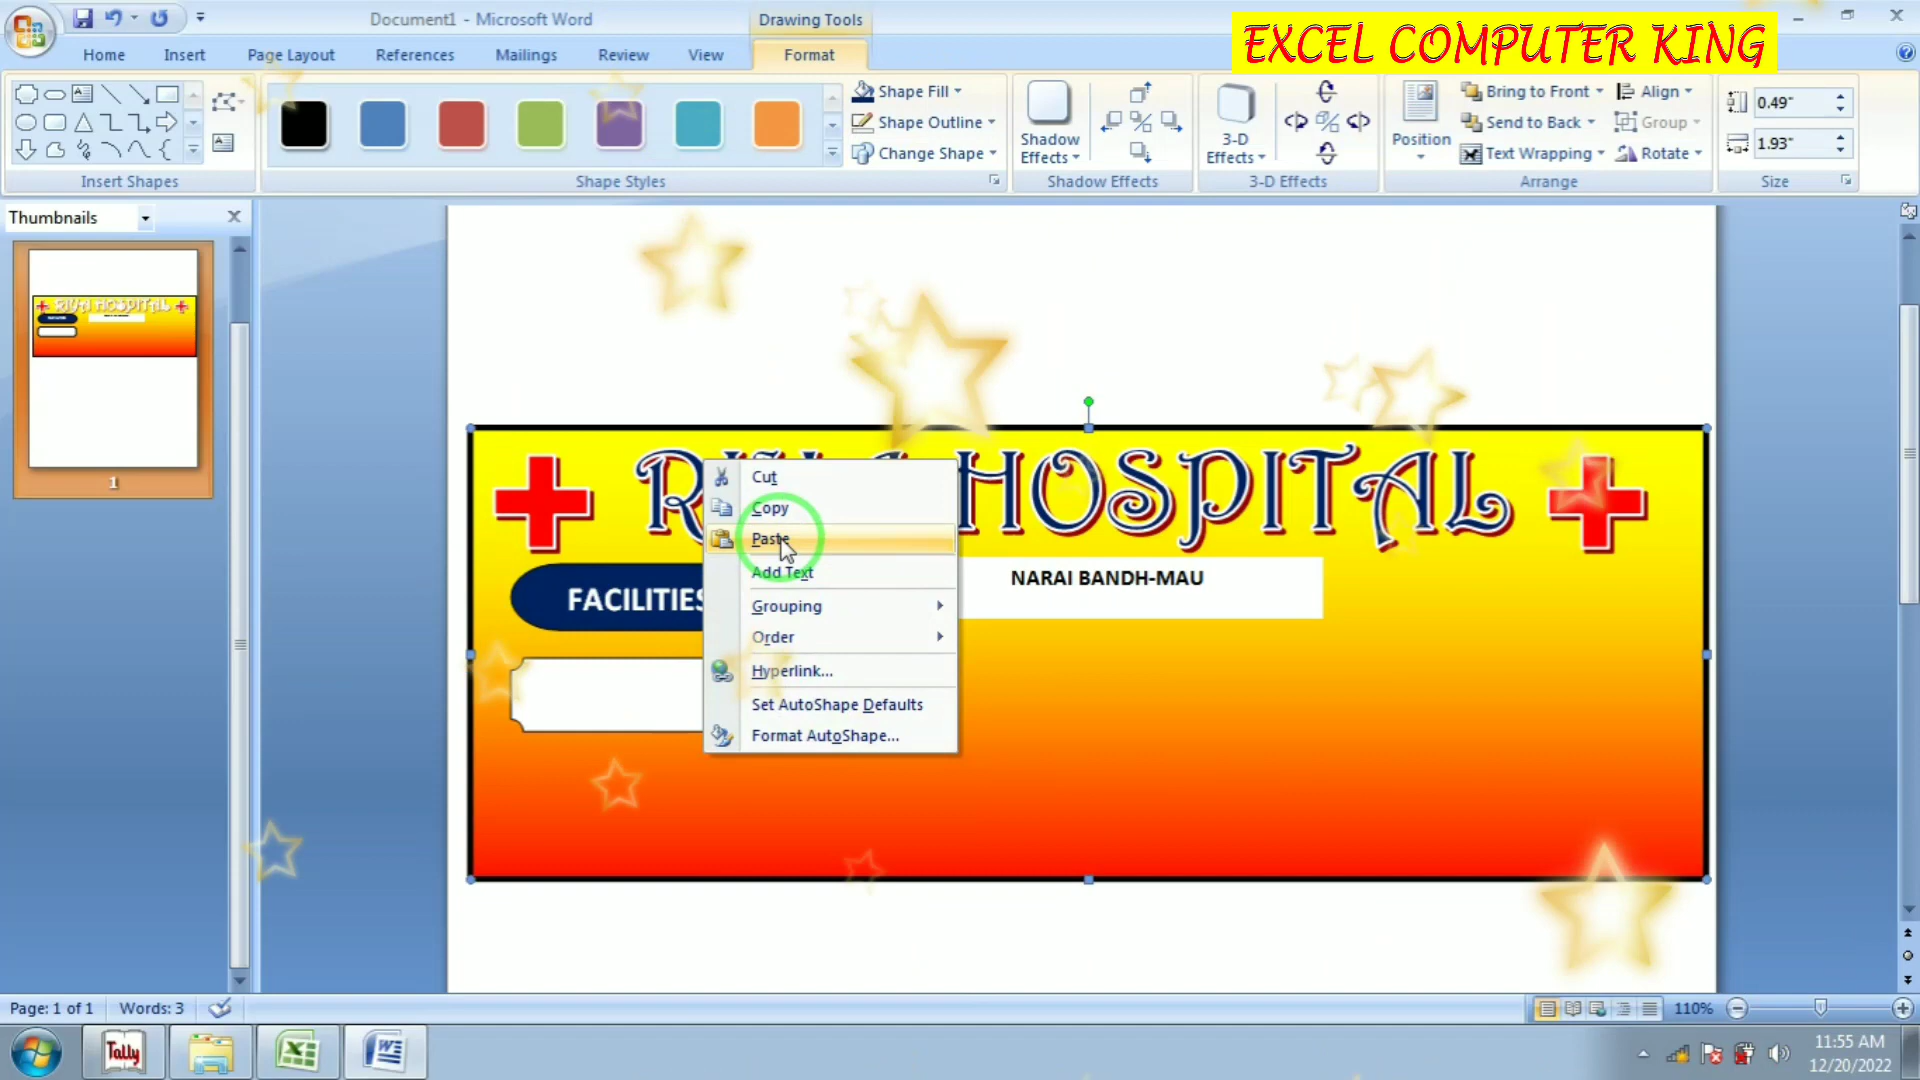 Document1 - Microsoft Word
Drawing Tools
EXCEL COMPUTER KING
Home
Insert
Page Layout
References
Mailings
Review
View
Format
Shape Fill
Shape Outline
Change Shape
Shadow
Effects
3-D
Effects
Position
Bring to Front
Send to Back
Text Wrapping
Align
Group
Rotate
0.49"
1.93"
Insert Shapes
Shape Styles
Shadow Effects
3-D Effects
Arrange
Size
Thumbnails
1
HOSPITAL
FACILITIES
NARAI BANDH-MAU
Cut
Copy
Paste
Add Text
Grouping
Order
Hyperlink...
Set AutoShape Defaults
Format AutoShape...
Page: 1 of 1
Words: 3
110%
Tally
11:55 AM
12/20/2022